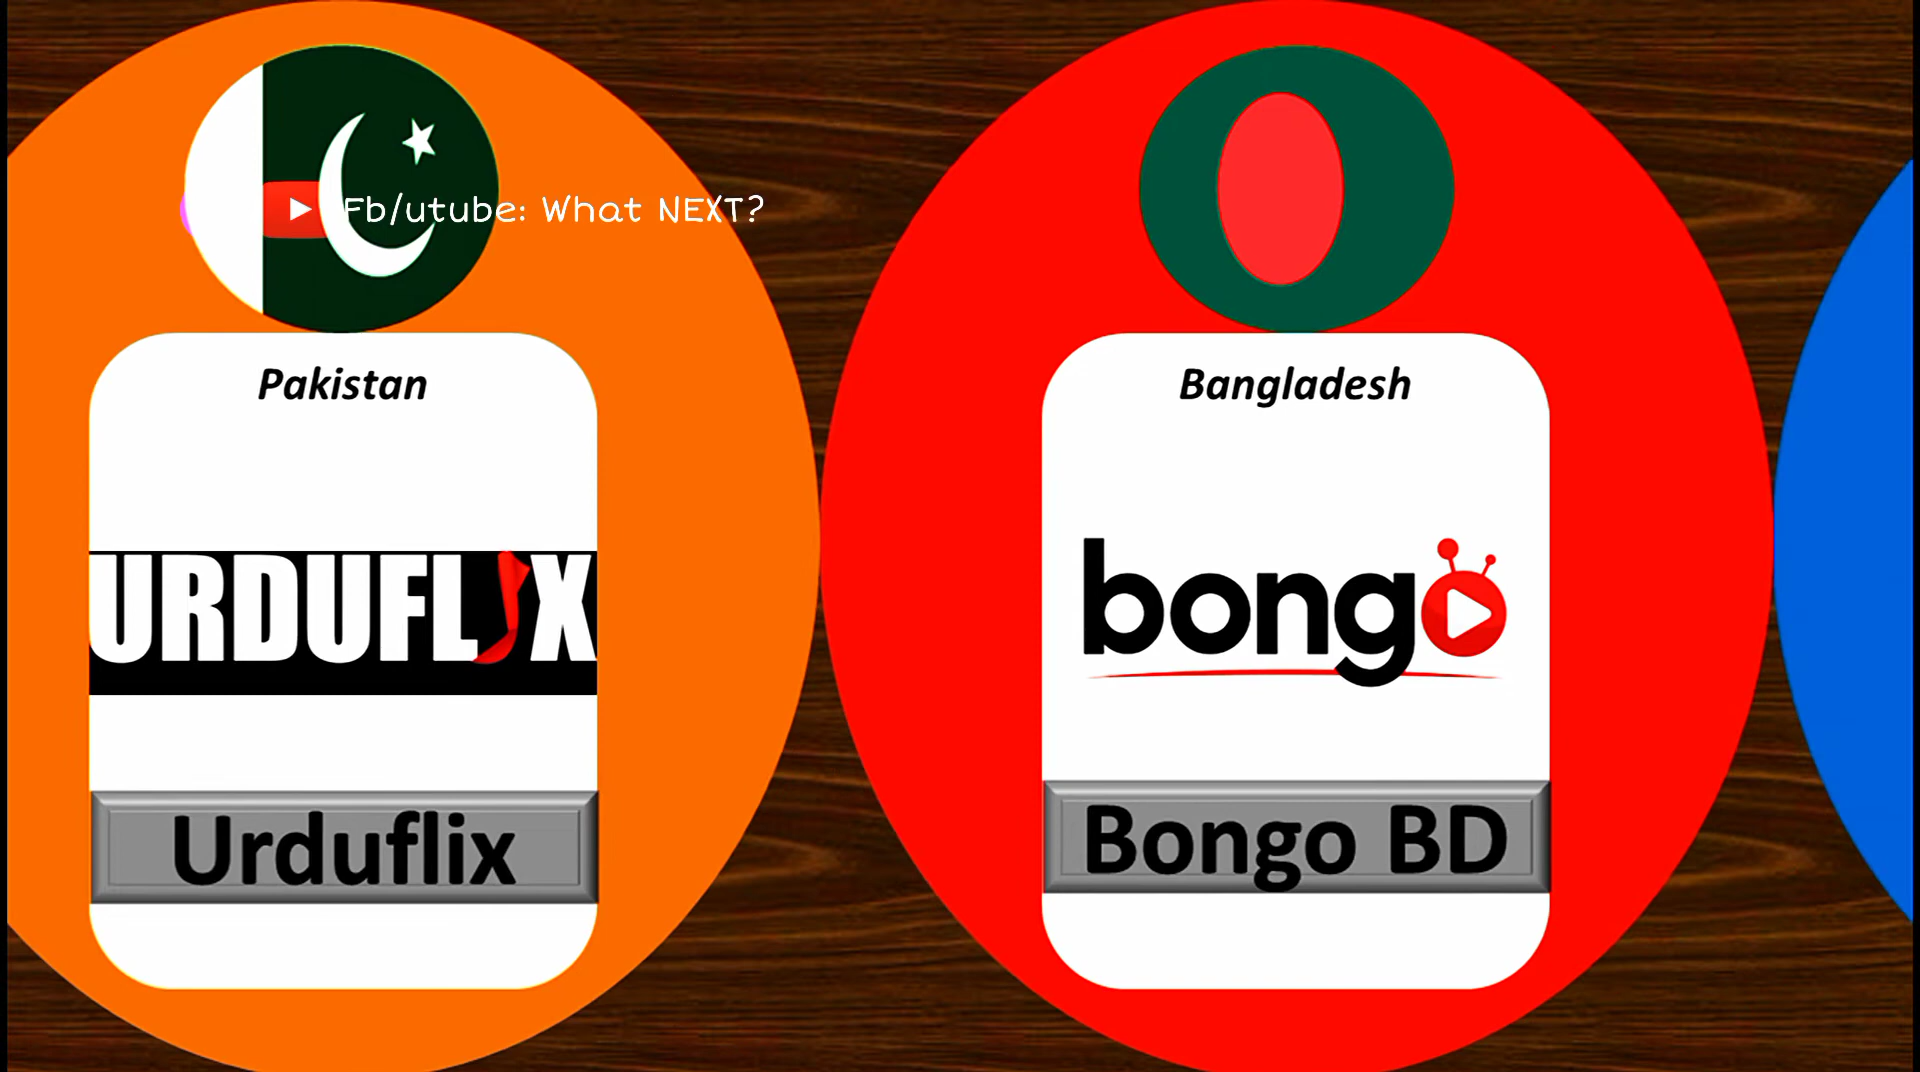 Fb/utube: What NEXT?
Pakistan
URDUFLIX
Urduflix
Bangladesh
bongo
Bongo BD